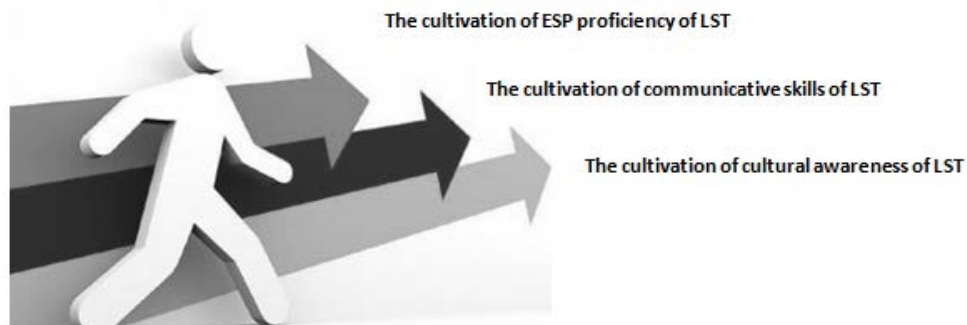 The cultivation of ESP proficiency of LST
The cultivation of communicative skills of LST
The cultivation of cultural awareness of LST